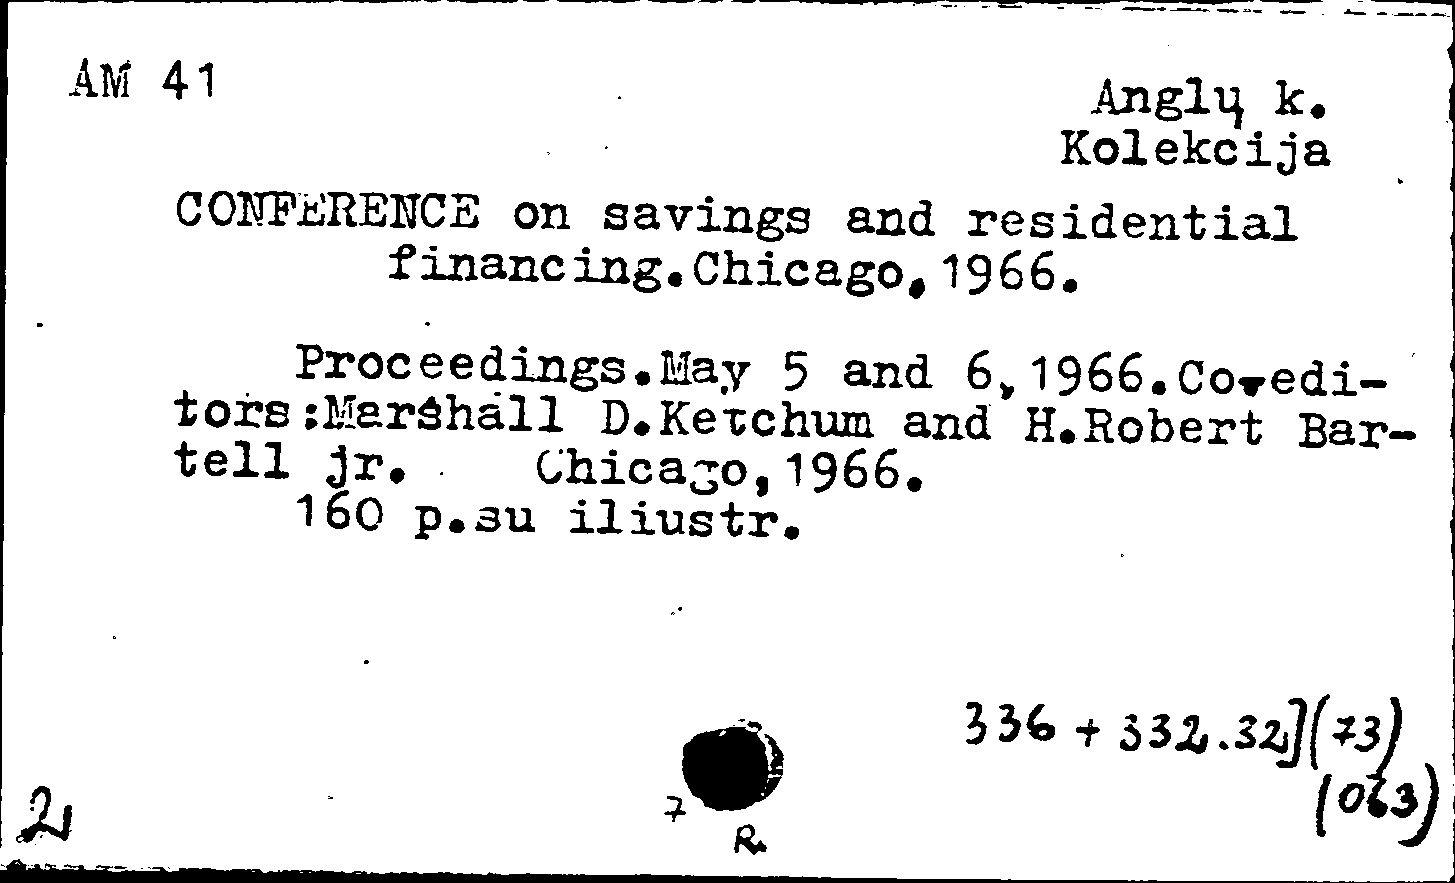 AM 41
Anglų k.
Kolekcija
CONFERENCE on savings and residential
financing.Chicago,1966.
Proceedings.May 5 and 6,1966.Co-edi-
tors:Marshall D.Ketchum and H.Robert Bar-
tell jr. Chicago,1966.
160 p.su iliustr.
336 + 332.32](73)
(063)
2
7
R.